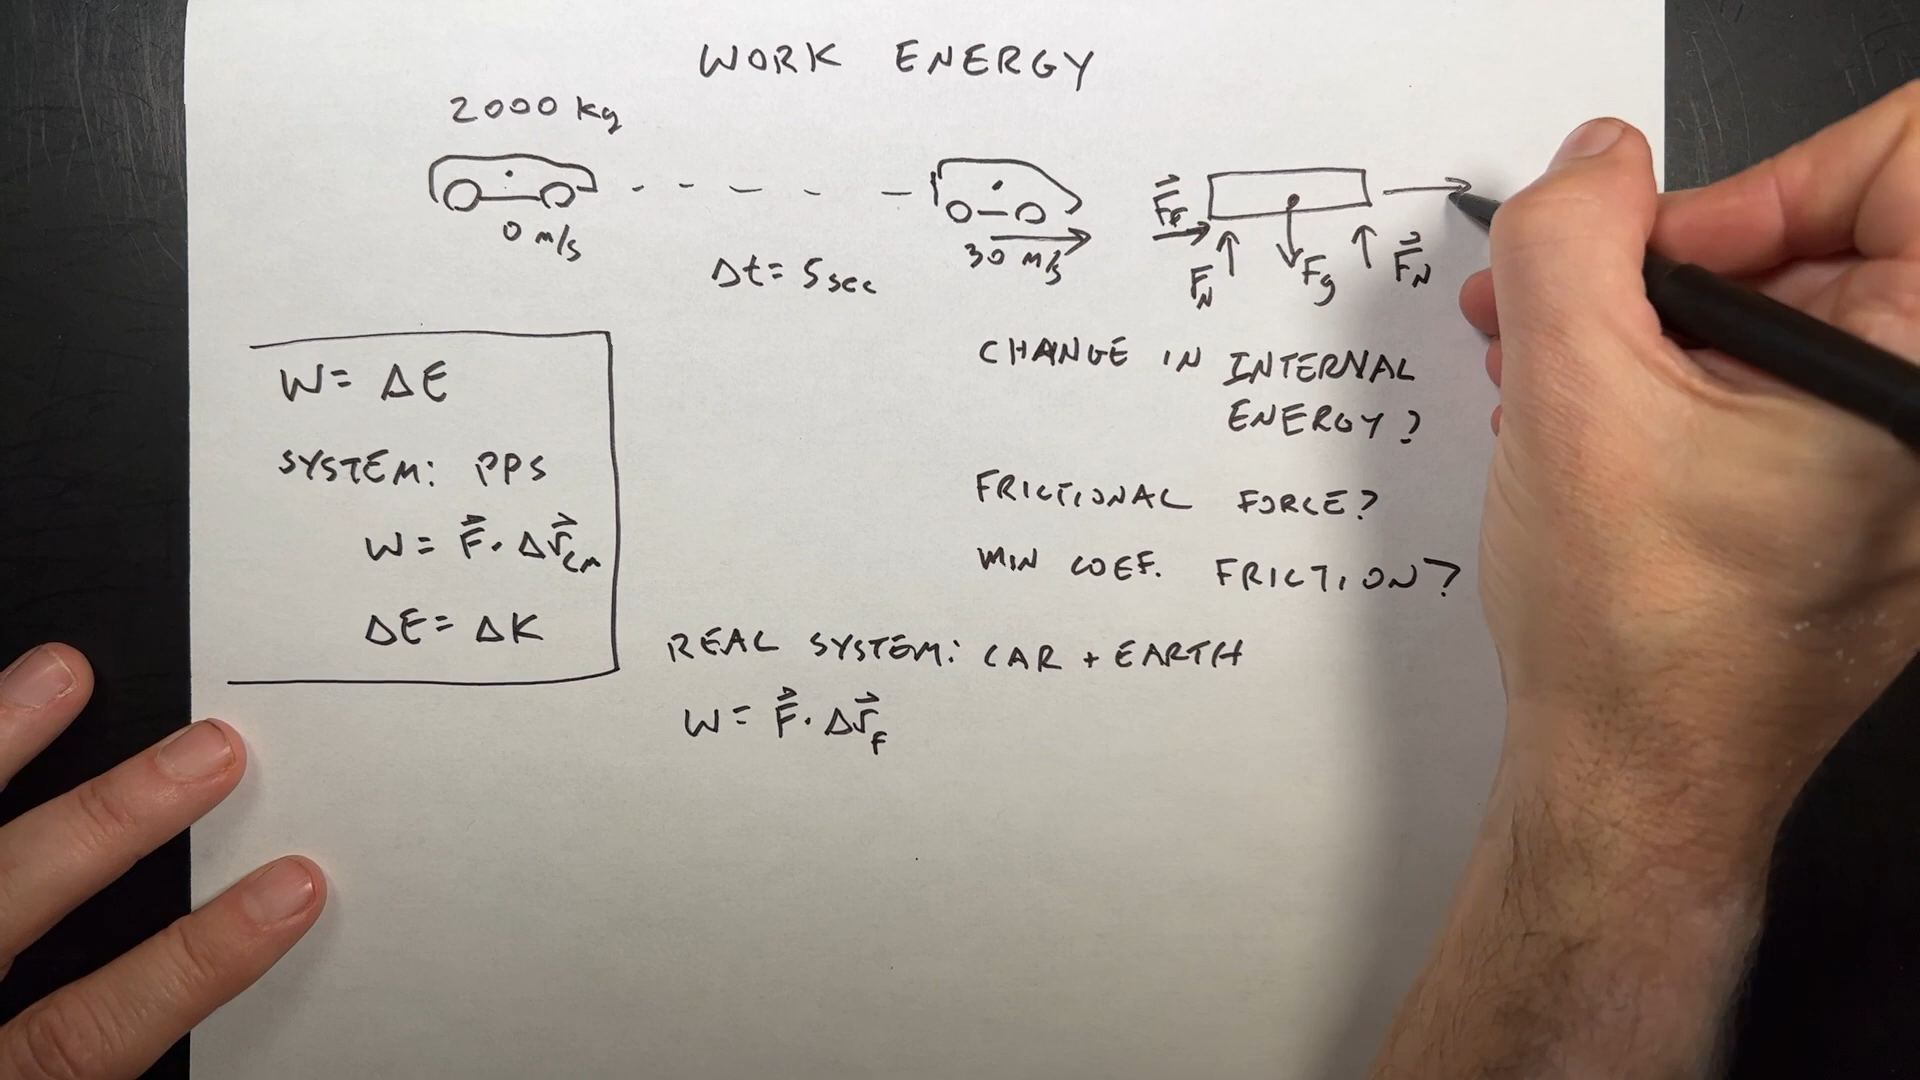 WORK ENERGY
2000 kg
0 m/s
Δt = 5 sec
30 m/s
F⃗f
FN
Fg
F⃗N
W = ΔE
SYSTEM: PPS
W = F⃗ · Δr⃗cm
ΔE = ΔK
CHANGE IN INTERNAL
ENERGY?
FRICTIONAL FORCE?
MIN COEF. FRICTION?
REAL SYSTEM: CAR + EARTH
W = F⃗ · Δr⃗F